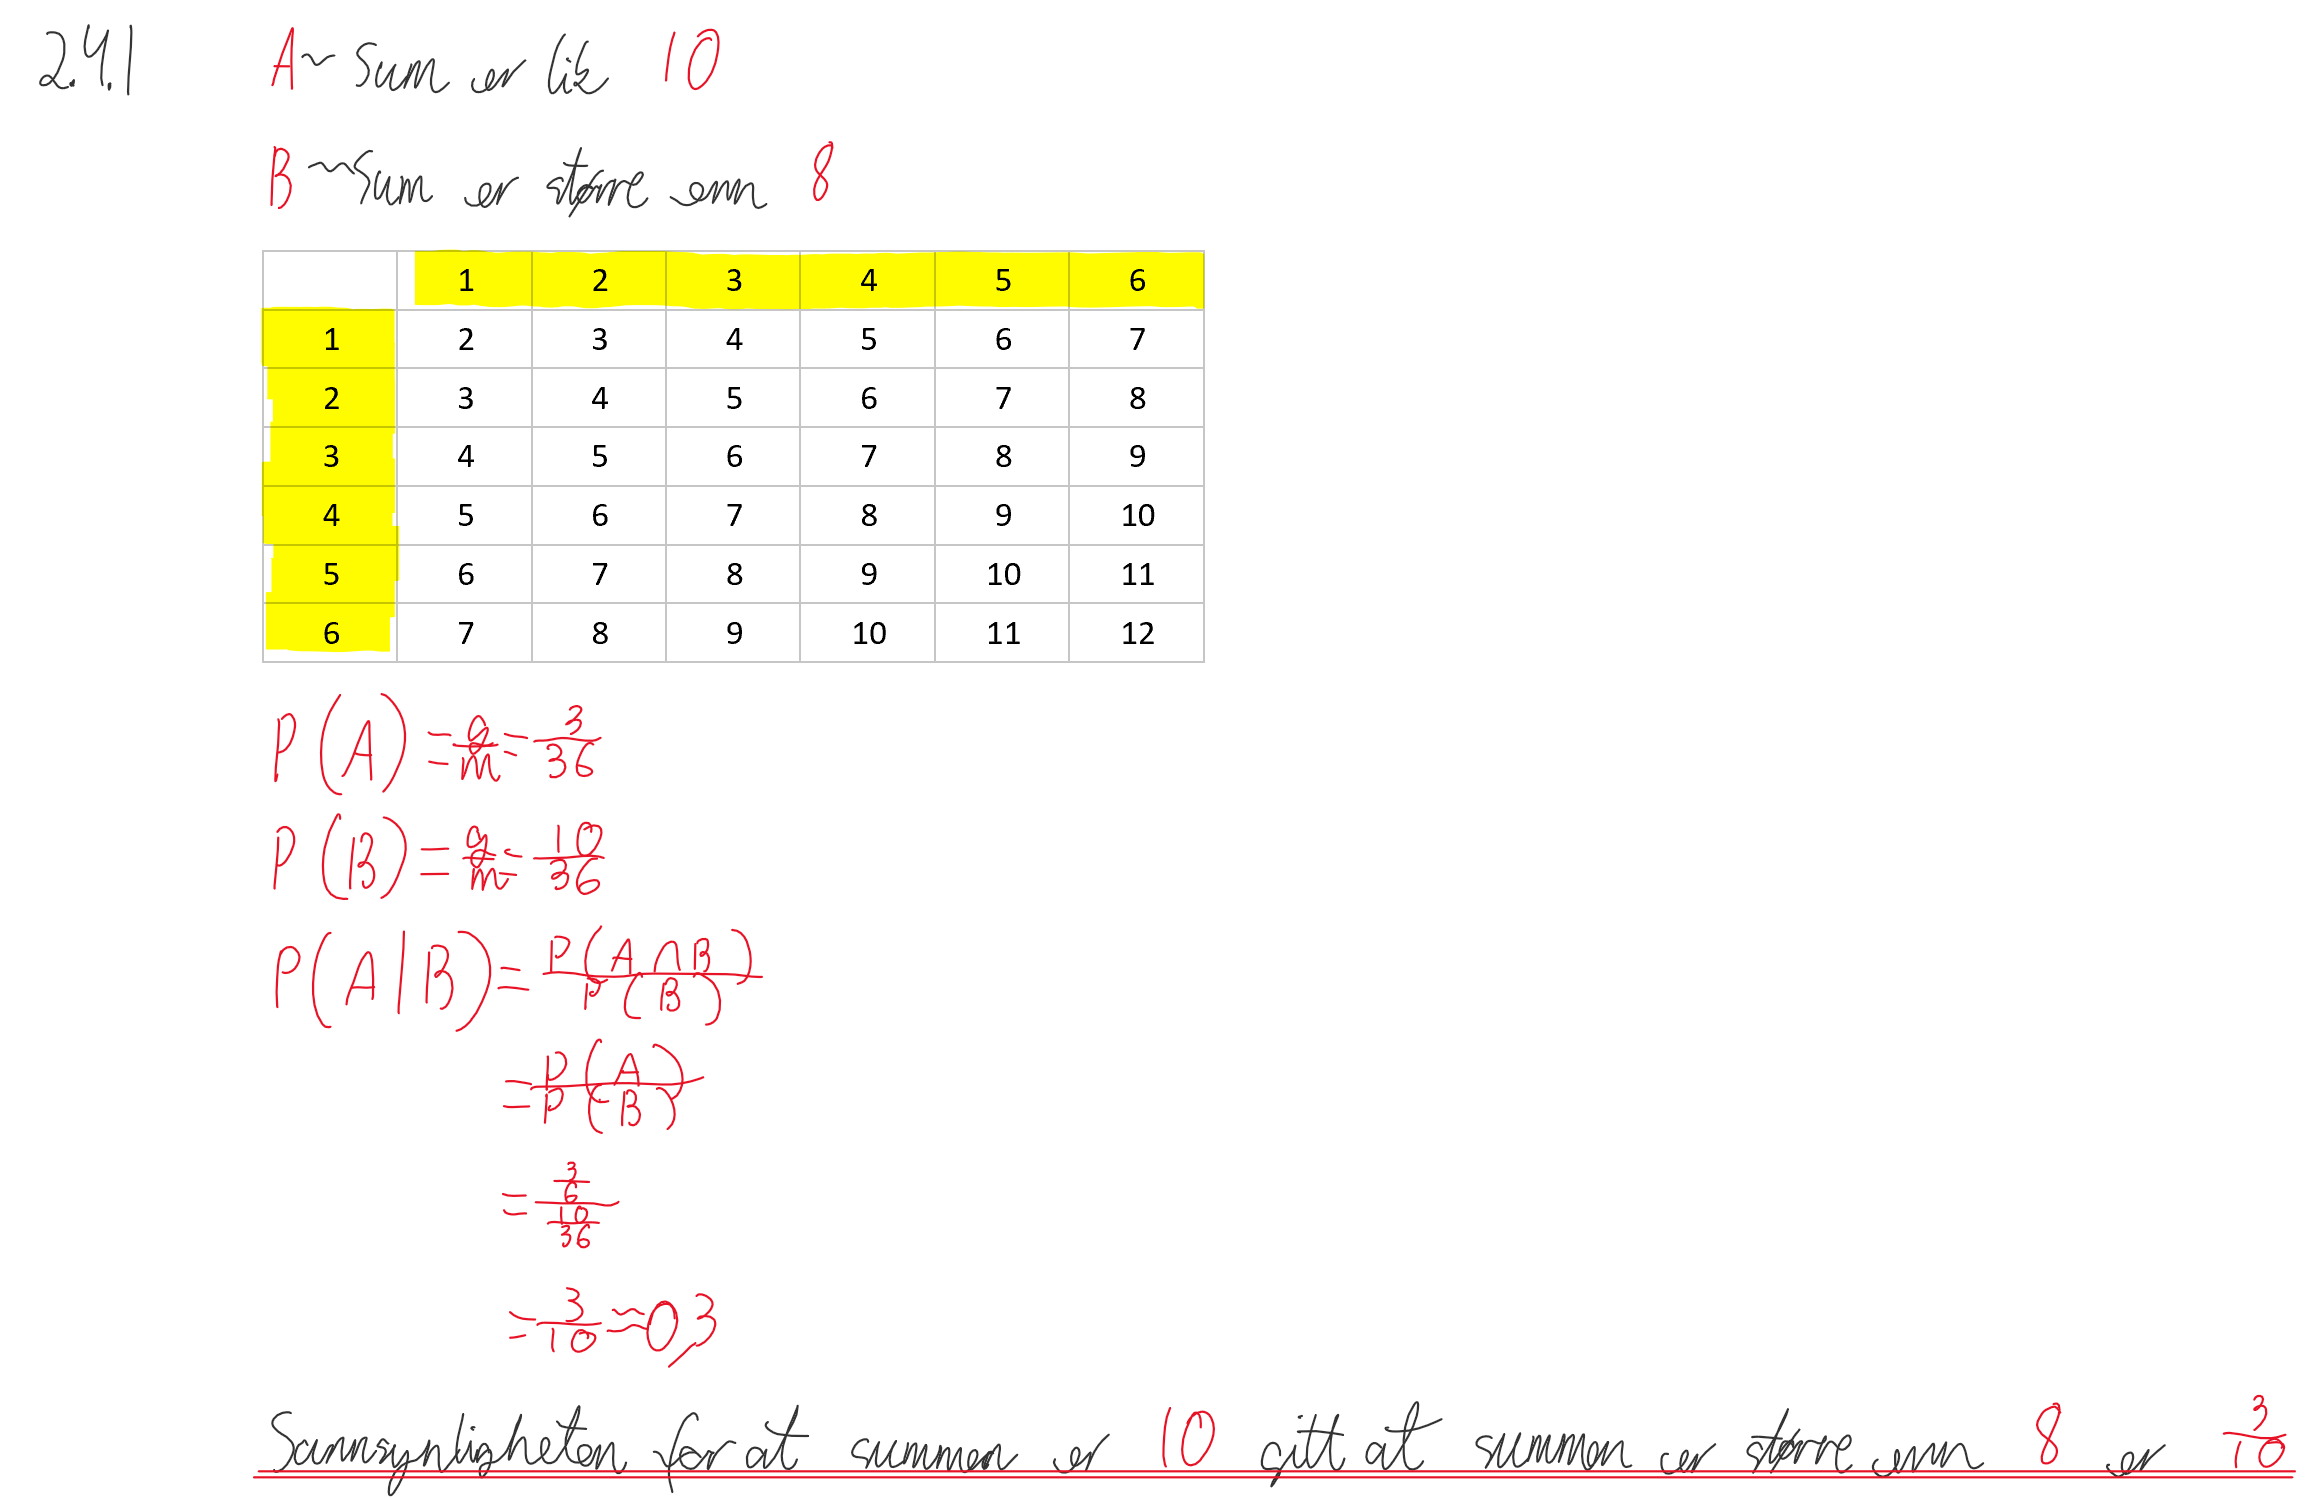 2.4.1 A ~ Sum er lik 10
B ~ Sum er større enn 8
1 2 3 4 5 6
1 2 3 4 5 6 7
2 3 4 5 6 7 8
3 4 5 6 7 8 9
4 5 6 7 8 9 10
5 6 7 8 9 10 11
6 7 8 9 10 11 12
P(A) = g/m = 3/36
P(B) = g/m = 10/36
P(A|B) = P(A∩B)/P(B)
= P(A)/P(B)
= (3/6)/(10/36)
= 3/10 ≈ 0,3
Sannsynligheten for at summen er 10 gitt at summen er større enn 8 er 3/10